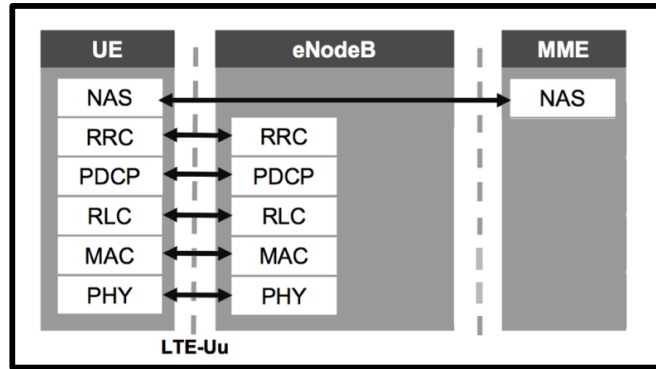 UE eNodeB MME
NAS NAS
RRC RRC
PDCP PDCP
RLC RLC
MAC MAC
PHY PHY
LTE-Uu